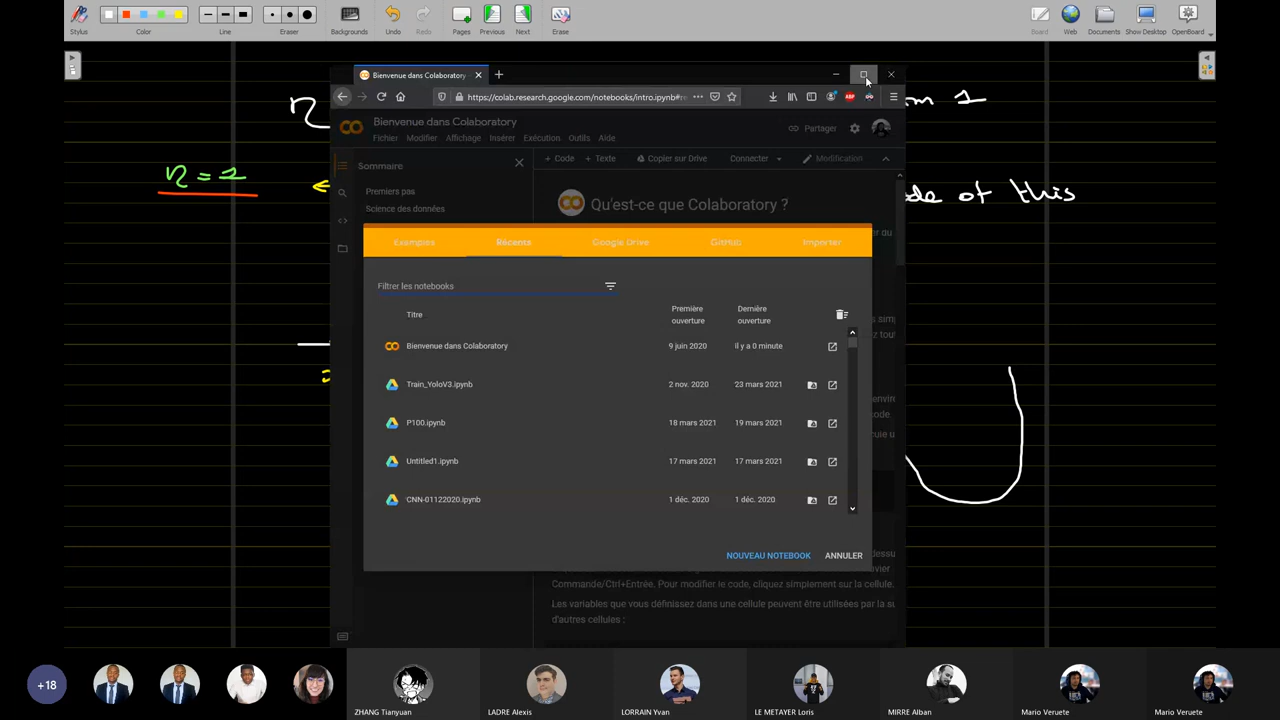 Stylus
Color
Line
Eraser
Backgrounds
Undo
Redo
Pages
Previous
Next
Erase
Board
Web
Documents
Show Desktop
OpenBoard
Bienvenue dans Colaboratory
https://colab.research.google.com/notebooks/intro.ipynb#re
ABP
Bienvenue dans Colaboratory
Partager
Fichier Modifier Affichage Insérer Exécution Outils Aide
Sommaire
+ Code + Texte Copier sur Drive Connecter Modification
Premiers pas
Science des données
Qu'est-ce que Colaboratory ?
n = 1
de of this
Examples Récents Google Drive GitHub Importer
Filtrer les notebooks
Titre
Première ouverture
Dernière ouverture
Bienvenue dans Colaboratory 9 juin 2020 il y a 0 minute
Train_YoloV3.ipynb 2 nov. 2020 23 mars 2021
P100.ipynb 18 mars 2021 19 mars 2021
Untitled1.ipynb 17 mars 2021 17 mars 2021
CNN-01122020.ipynb 1 déc. 2020 1 déc. 2020
NOUVEAU NOTEBOOK ANNULER
Commande/Ctrl+Entrée. Pour modifier le code, cliquez simplement sur la cellule.
Les variables que vous définissez dans une cellule peuvent être utilisées par la su
d'autres cellules :
+18
ZHANG Tianyuan
LADRE Alexis
LORRAIN Yvan
LE METAYER Loris
MIRRE Alban
Mario Veruete
Mario Veruete